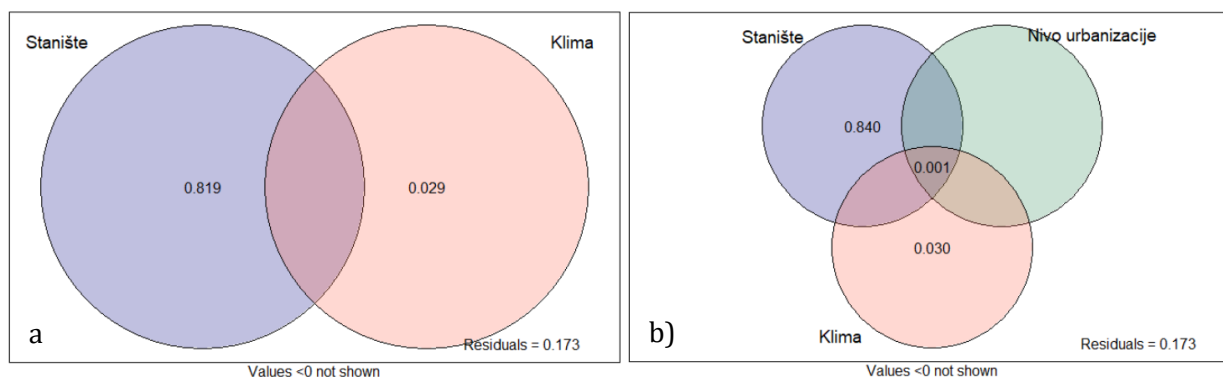 Stanište
Klima
0.819
0.029
a
Residuals = 0.173
Values <0 not shown
Stanište
Nivo urbanizacije
0.840
0.001
0.030
b)
Klima
Residuals = 0.173
Values <0 not shown